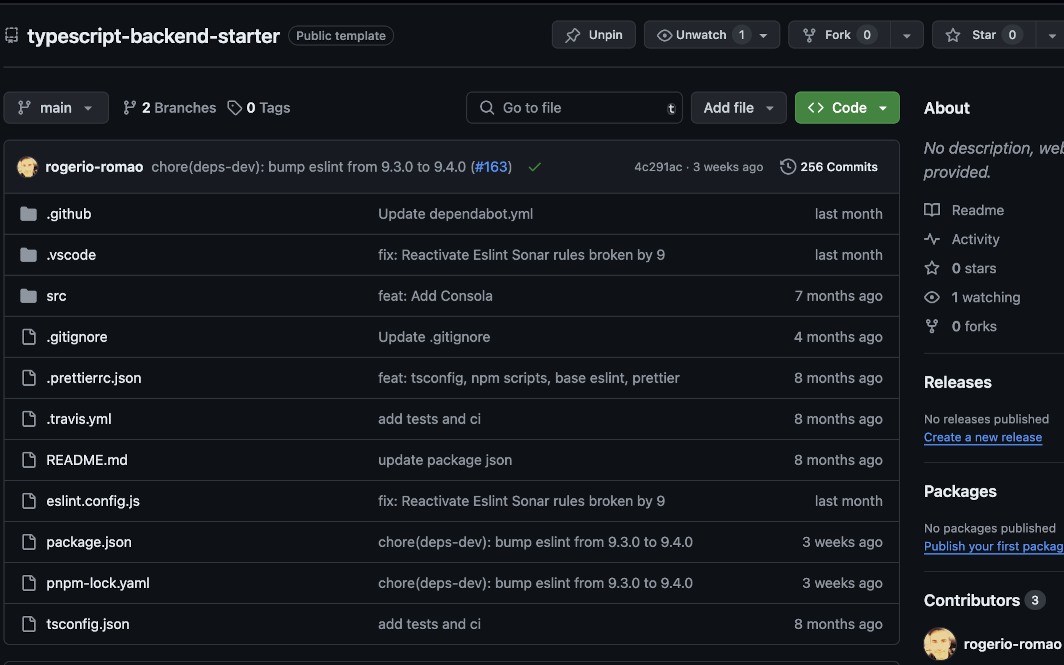 typescript-backend-starter Public template Unpin Unwatch 1 Fork 0 Star 0
main 2 Branches 0 Tags Go to file t Add file Code
rogerio-romao chore(deps-dev): bump eslint from 9.3.0 to 9.4.0 (#163) 4c291ac · 3 weeks ago 256 Commits
.github Update dependabot.yml last month
.vscode fix: Reactivate Eslint Sonar rules broken by 9 last month
src feat: Add Consola 7 months ago
.gitignore Update .gitignore 4 months ago
.prettierrc.json feat: tsconfig, npm scripts, base eslint, prettier 8 months ago
.travis.yml add tests and ci 8 months ago
README.md update package json 8 months ago
eslint.config.js fix: Reactivate Eslint Sonar rules broken by 9 last month
package.json chore(deps-dev): bump eslint from 9.3.0 to 9.4.0 3 weeks ago
pnpm-lock.yaml chore(deps-dev): bump eslint from 9.3.0 to 9.4.0 3 weeks ago
tsconfig.json add tests and ci 8 months ago
About
No description, web
provided.
Readme
Activity
0 stars
1 watching
0 forks
Releases
No releases published
Create a new release
Packages
No packages published
Publish your first packag
Contributors 3
rogerio-romao